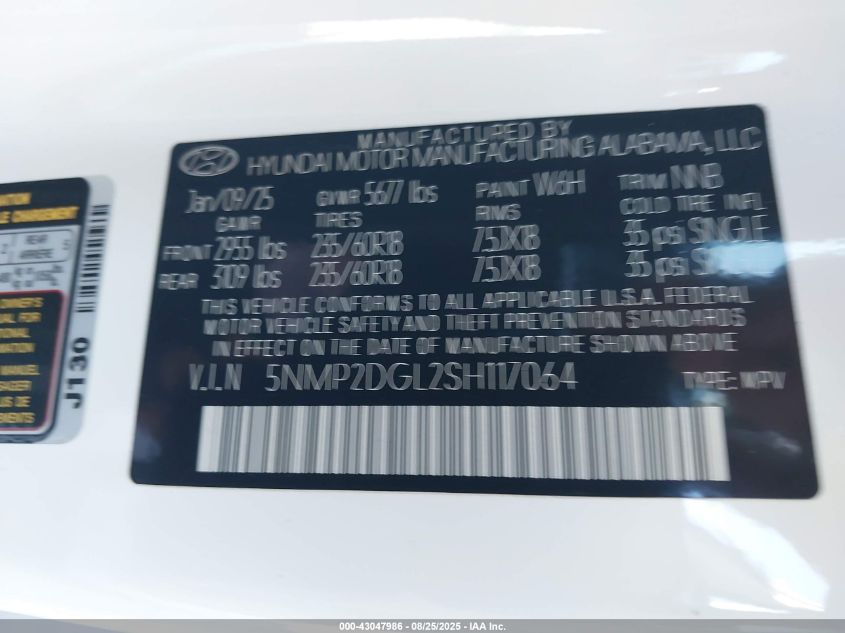 MANUFACTURED BY
HYUNDAI MOTOR MANUFACTURING ALABAMA, LLC
Jan/09/25 GVWR 5677 lbs PAINT W6H TRIM NNB
GAWR TIRES RIMS COLD TIRE INFL
FRONT 2955 lbs 235/60R18 7.5JX18 35 psi SINGLE
REAR 3109 lbs 235/60R18 7.5JX18 35 psi SINGLE
THIS VEHICLE CONFORMS TO ALL APPLICABLE U.S.A. FEDERAL
MOTOR VEHICLE SAFETY AND THEFT PREVENTION STANDARDS
IN EFFECT ON THE DATE OF MANUFACTURE SHOWN ABOVE
V.I.N 5NMP2DGL2SH117064 TYPE: MPV
REAR
ARRIÈRE
5
J130
000-43047986 - 08/25/2025 - IAA Inc.